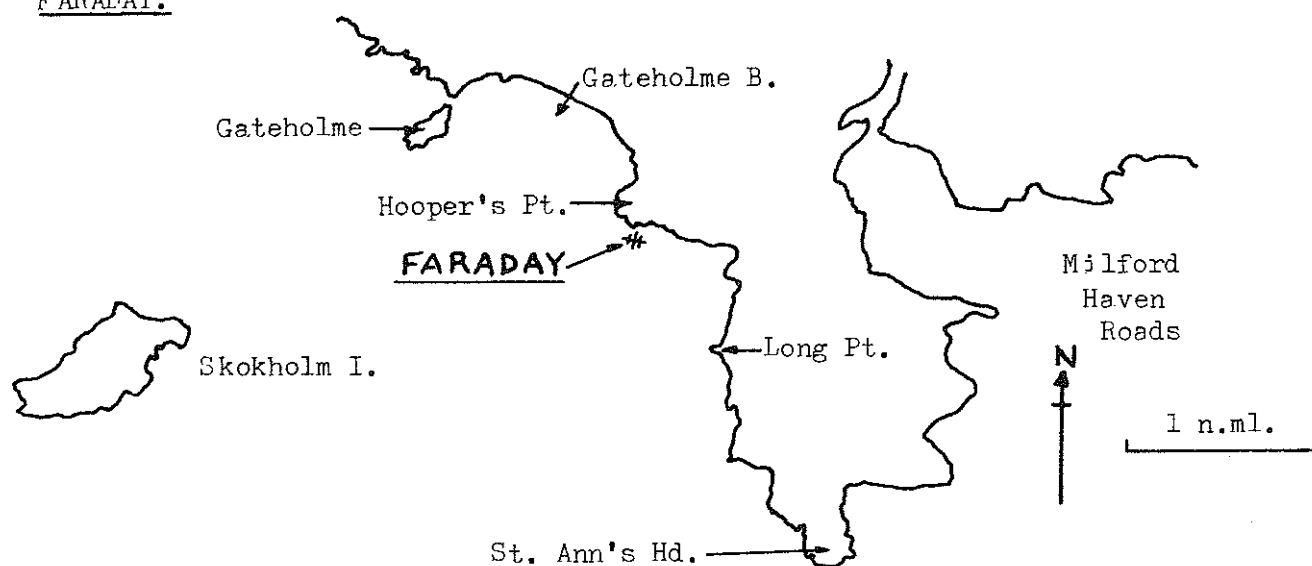 FARADAY.
Gateholme B.
Gateholme
Hooper's Pt.
FARADAY
Milford
Haven
Roads
Skokholm I.
Long Pt.
N
1 n.ml.
St. Ann's Hd.